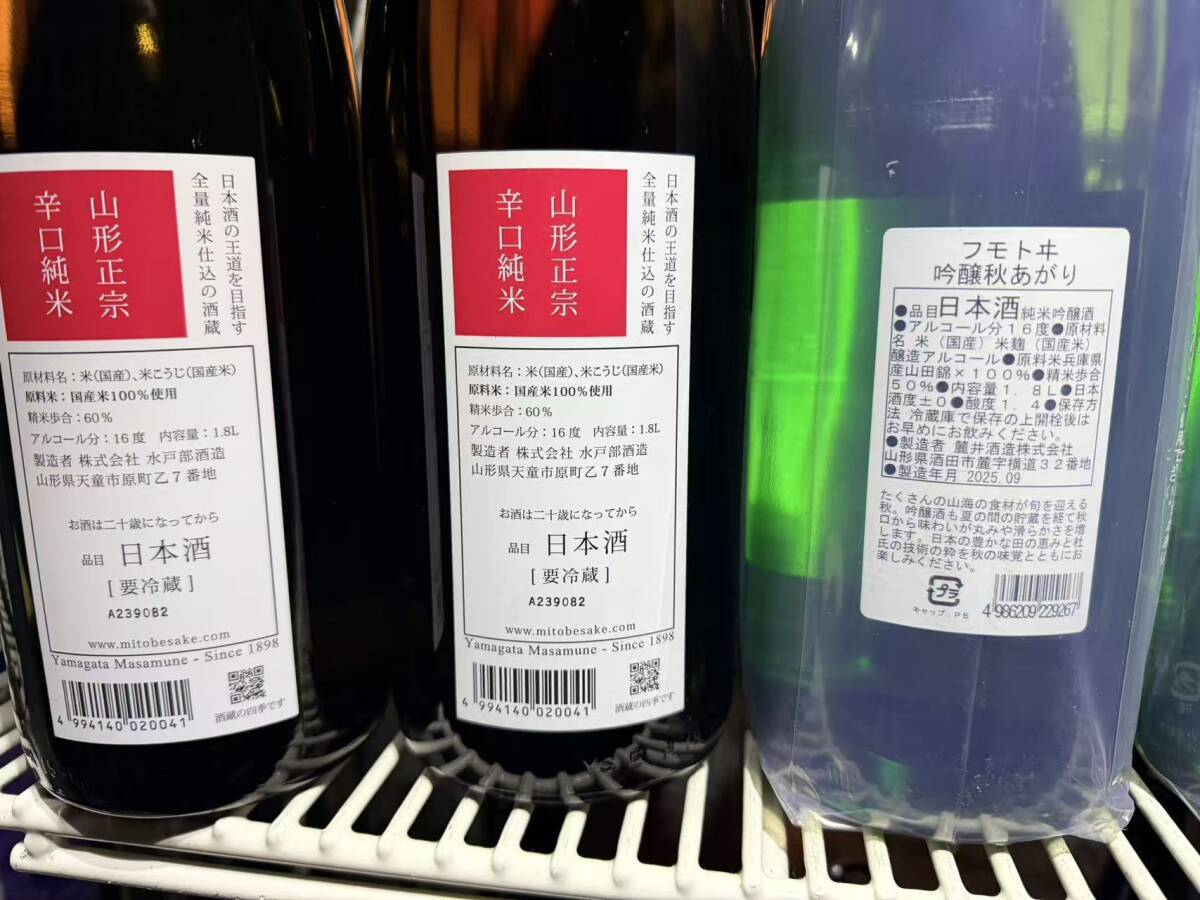 日本酒の王道を目指す
全量純米仕込の酒蔵
山形正宗
辛口純米
原材料名：米(国産)、米こうじ(国産米)
原料米：国産米100%使用
精米歩合：60%
アルコール分：16度 内容量：1.8L
製造者 株式会社 水戸部酒造
山形県天童市原町乙7番地
お酒は二十歳になってから
品目 日本酒
[要冷蔵]
A239082
www.mitobesake.com
Yamagata Masamune - Since 1898
4 994140 020041
酒蔵の四季です
日本酒の王道を目指す
全量純米仕込の酒蔵
山形正宗
辛口純米
原材料名：米(国産)、米こうじ(国産米)
原料米：国産米100%使用
精米歩合：60%
アルコール分：16度 内容量：1.8L
製造者 株式会社 水戸部酒造
山形県天童市原町乙7番地
お酒は二十歳になってから
品目 日本酒
[要冷蔵]
A239082
www.mitobesake.com
Yamagata Masamune - Since 1898
4 994140 020041
酒蔵の四季です
フモトヰ
吟醸秋あがり
●品目日本酒純米吟醸酒
●アルコール分16度●原材料
名 米（国産）米麹（国産米）
醸造アルコール●原料米兵庫県
産山田錦×100%●精米歩合
50%●内容量1.8L●日本
酒度±0●酸度1.4●保存方
法 冷蔵庫で保存の上開栓後は
お早めにお飲みください。
●製造者 麓井酒造株式会社
山形県酒田市麓字横道32番地
●製造年月 2025.09
たくさんの山海の食材が旬を迎える
秋。吟醸酒も夏の間の貯蔵を経て秋
口から味わいが丸みや滑らかさを増
します。日本の豊かな田の恵みと杜
氏の技術の粋を秋の味覚とともにお
楽しみください。
プラ
キャップ：PE
4 986209 229267